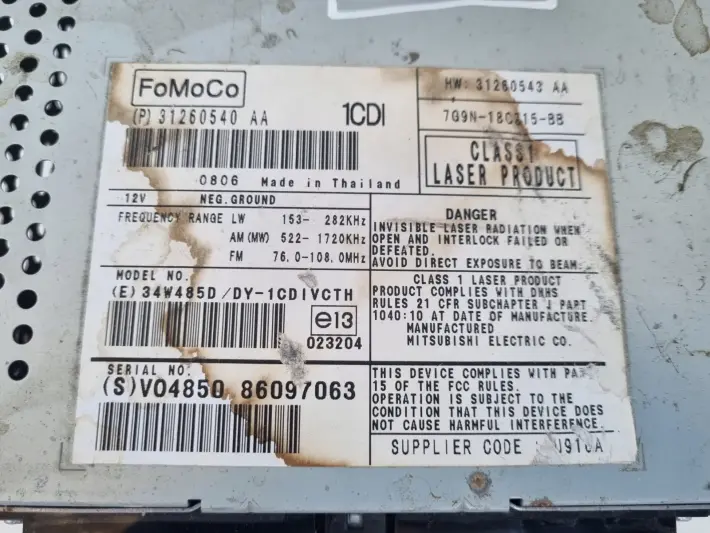 FoMoCo
(P) 31260540 AA
1CDI
0806 Made in Thailand
12V NEG.GROUND
FREQUENCY RANGE LW 153- 282KHz
AM(MW) 522-1720KHz
FM 76.0-108.0MHz
MODEL NO.
(E) 34W485D/DY-1CDIVCTH
e13
023204
SERIAL NO.
(S)V04850 86097063
HW: 31260543 AA
7G9N-18C815-BB
CLASS1
LASER PRODUCT
DANGER
INVISIBLE LASER RADIATION WHEN
OPEN AND INTERLOCK FAILED OR
DEFEATED.
AVOID DIRECT EXPOSURE TO BEAM.
CLASS 1 LASER PRODUCT
PRODUCT COMPLIES WITH DHHS
RULES 21 CFR SUBCHAPTER J PAPT
1040:10 AT DATE OF MANUFACTURE.
MANUFACTURED
MITSUBISHI ELECTRIC CO.
THIS DEVICE COMPLIES WITH
15 OF THE FCC RULES.
OPERATION IS SUBJECT TO THE
CONDITION THAT THIS DEVICE DOES
NOT CAUSE HARMFUL INTERFERENCE.
SUPPLIER CODE